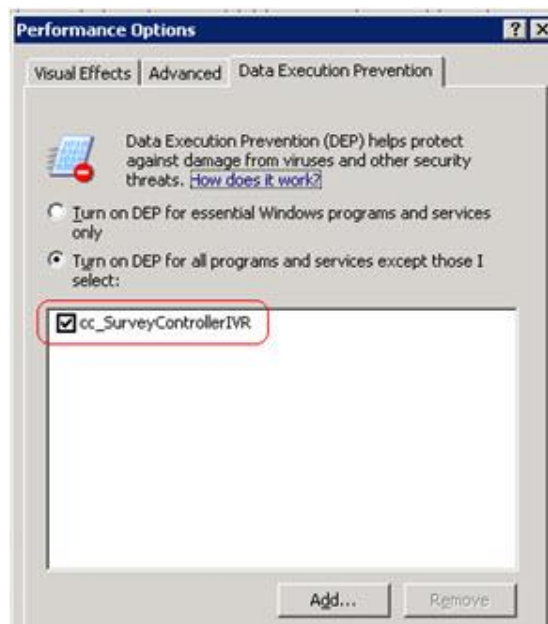 Performance Options
Visual Effects Advanced Data Execution Prevention
Data Execution Prevention (DEP) helps protect
against damage from viruses and other security
threats. How does it work?
Turn on DEP for essential Windows programs and services
only
Turn on DEP for all programs and services except those I
select:
cc_SurveyControllerIVR
Add... Remove